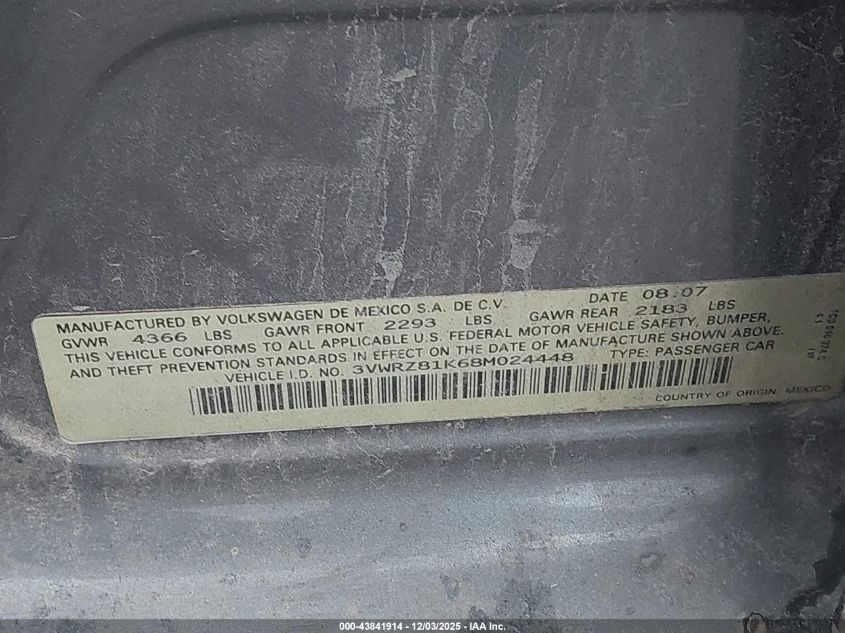 MANUFACTURED BY VOLKSWAGEN DE MEXICO S.A. DE C.V. DATE 08.07
GVWR 4366 LBS GAWR FRONT 2293 LBS GAWR REAR 2183 LBS
THIS VEHICLE CONFORMS TO ALL APPLICABLE U.S. FEDERAL MOTOR VEHICLE SAFETY, BUMPER,
AND THEFT PREVENTION STANDARDS IN EFFECT ON THE DATE OF MANUFACTURE SHOWN ABOVE.
VEHICLE I.D. NO. 3VWRZ81K68M024448 TYPE: PASSENGER CAR
COUNTRY OF ORIGIN: MEXICO
000-43841914 - 12/03/2025 - IAA Inc.